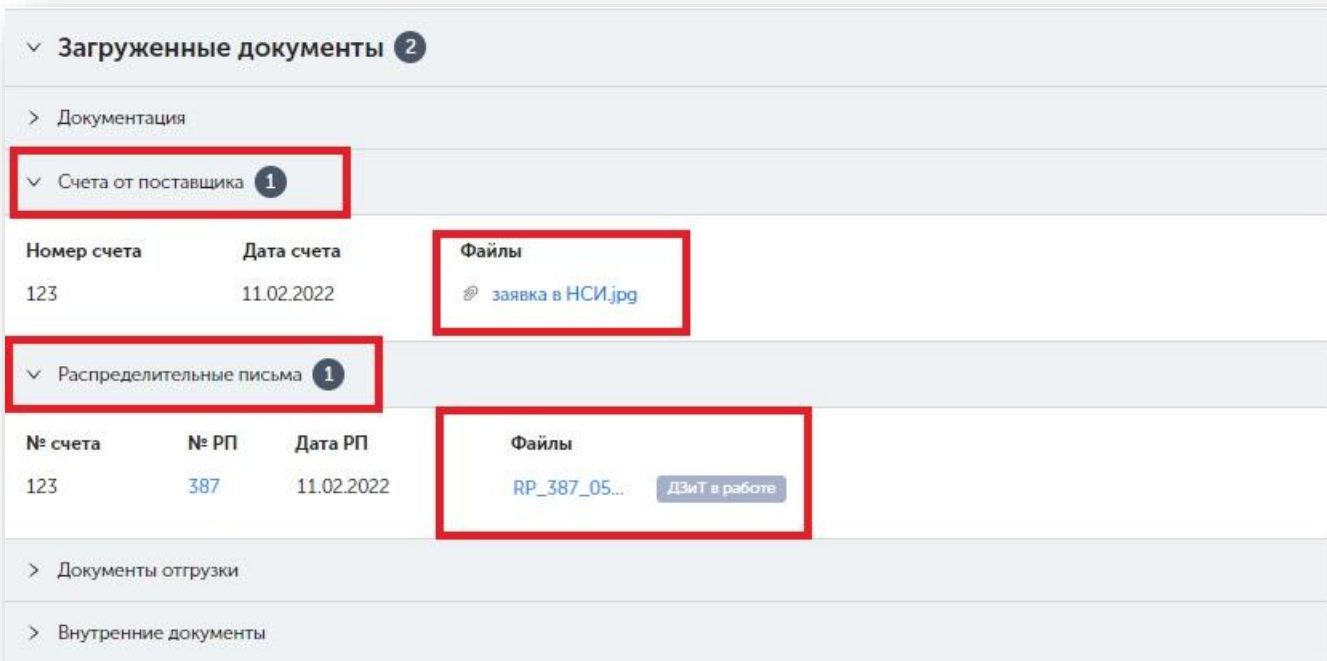 Загруженные документы 2
Документация
Счета от поставщика 1
Номер счета Дата счета Файлы
123 11.02.2022 заявка в НСИ.jpg
Распределительные письма 1
№ счета № РП Дата РП Файлы
123 387 11.02.2022 RP_387_05... ДЗиТ в работе
Документы отгрузки
Внутренние документы